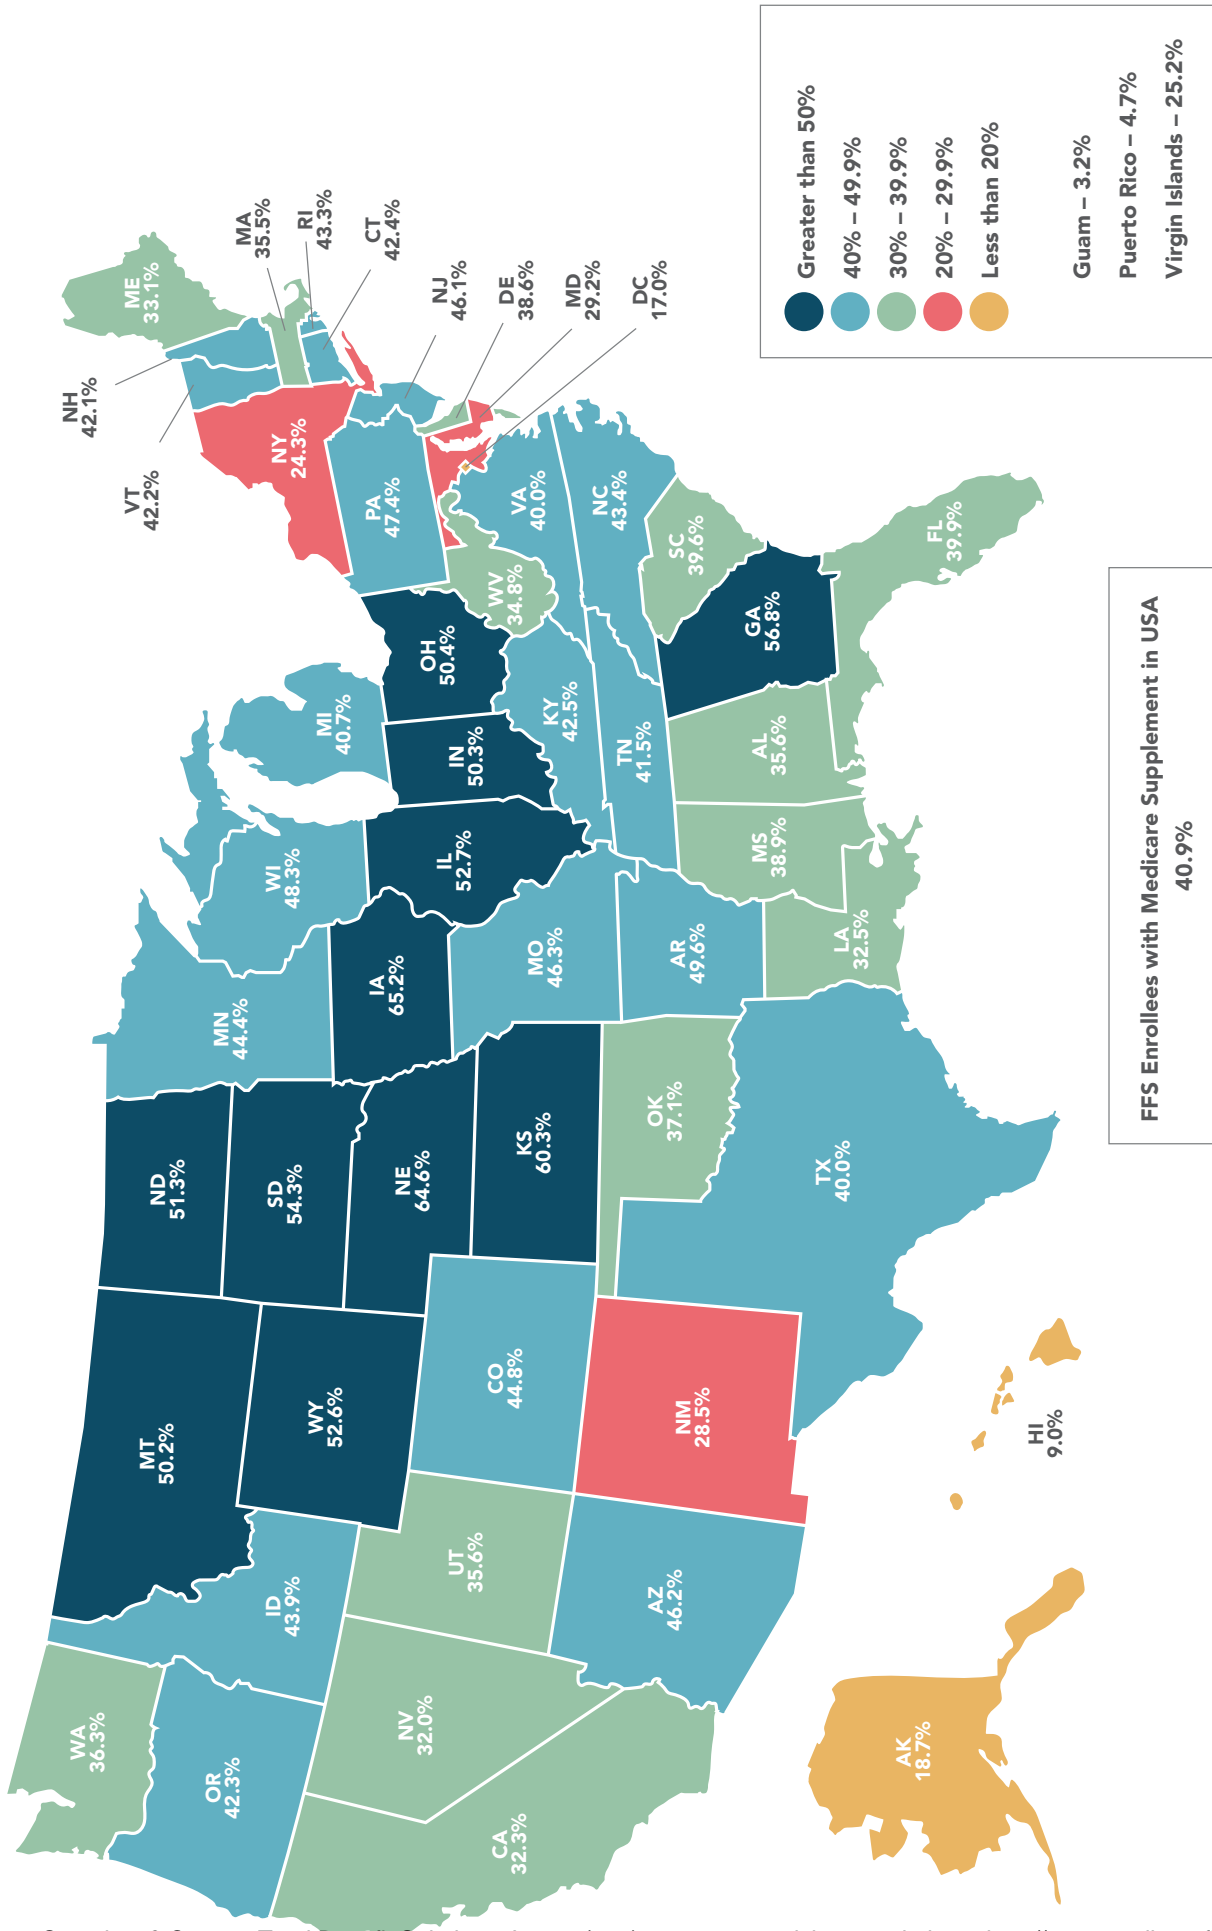 WA
36.3%
OR
42.3%
CA
32.3%
NV
32.0%
ID
43.9%
MT
50.2%
WY
52.6%
UT
35.6%
AZ
46.2%
CO
44.8%
NM
28.5%
ND
51.3%
SD
54.3%
NE
64.6%
KS
60.3%
OK
37.1%
TX
40.0%
MN
44.4%
IA
65.2%
MO
46.3%
AR
49.6%
LA
32.5%
WI
48.3%
IL
52.7%
MS
38.9%
MI
40.7%
IN
50.3%
OH
50.4%
KY
42.5%
TN
41.5%
AL
35.6%
GA
56.8%
FL
39.9%
SC
39.6%
NC
43.4%
VA
40.0%
WV
34.8%
PA
47.4%
NY
24.3%
VT
42.2%
NH
42.1%
ME
33.1%
MA
35.5%
RI
43.3%
CT
42.4%
NJ
46.1%
DE
38.6%
MD
29.2%
DC
17.0%
AK
18.7%
HI
9.0%
FFS Enrollees with Medicare Supplement in USA
40.9%
Greater than 50%
40% – 49.9%
30% – 39.9%
20% – 29.9%
Less than 20%
Guam – 3.2%
Puerto Rico – 4.7%
Virgin Islands – 25.2%